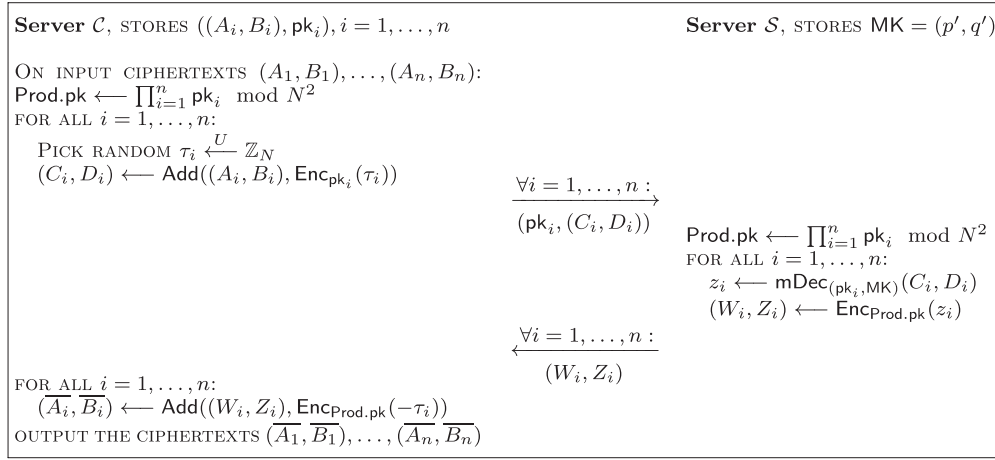 Server 𝒞, STORES ((A_i, B_i), pk_i), i = 1, . . . , n
Server 𝒮, STORES MK = (p′, q′)
ON INPUT CIPHERTEXTS (A_1, B_1), . . . , (A_n, B_n):
Prod.pk ⟵ ∏_{i=1}^{n} pk_i mod N^2
FOR ALL i = 1, . . . , n:
PICK RANDOM τ_i ⟵^U ℤ_N
(C_i, D_i) ⟵ Add((A_i, B_i), Enc_{pk_i}(τ_i))
∀i = 1, . . . , n :
(pk_i, (C_i, D_i))
Prod.pk ⟵ ∏_{i=1}^{n} pk_i mod N^2
FOR ALL i = 1, . . . , n:
z_i ⟵ mDec_{(pk_i, MK)}(C_i, D_i)
(W_i, Z_i) ⟵ Enc_{Prod.pk}(z_i)
∀i = 1, . . . , n :
(W_i, Z_i)
FOR ALL i = 1, . . . , n:
(\overline{A_i}, \overline{B_i}) ⟵ Add((W_i, Z_i), Enc_{Prod.pk}(−τ_i))
OUTPUT THE CIPHERTEXTS (\overline{A_1}, \overline{B_1}), . . . , (\overline{A_n}, \overline{B_n})